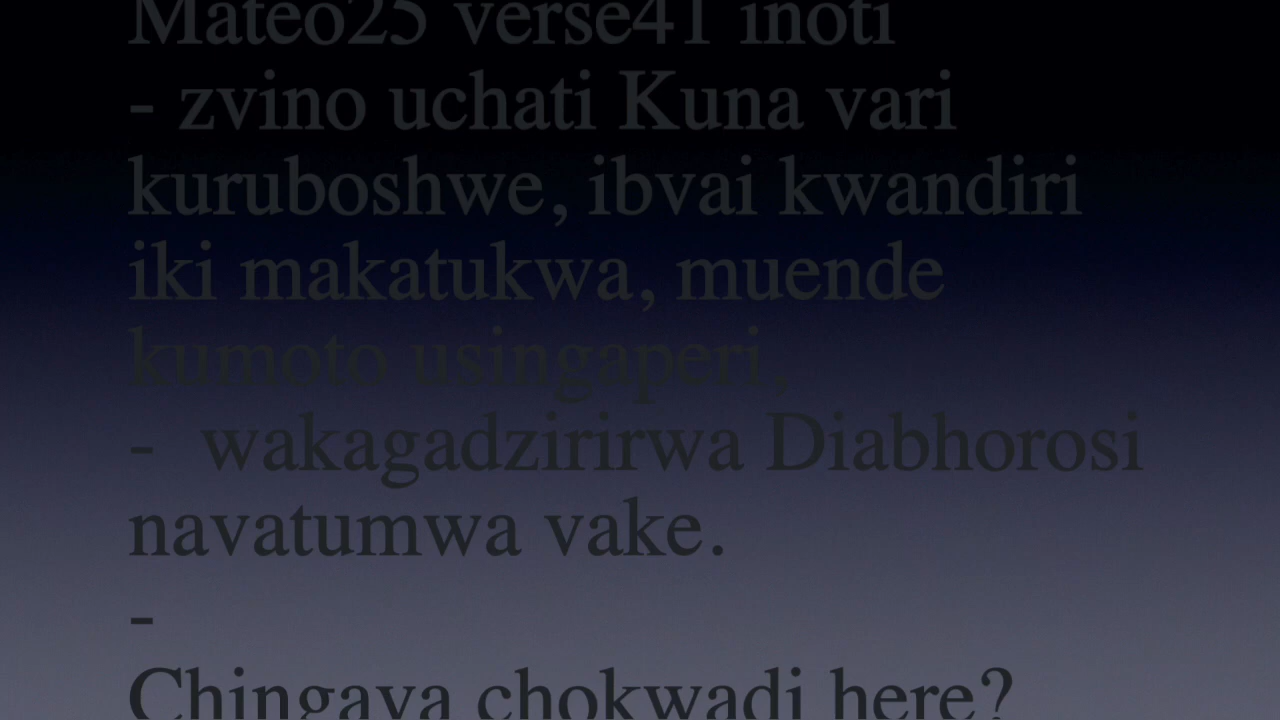 Mateo25 verse41 inoti
- zvino uchati Kuna vari
kuruboshwe, ibvai kwandiri
iki makatukwa, muende
kumoto usingaperi,
- wakagadzirirwa Diabhorosi
navatumwa vake.
-
Chingava chokwadi here?